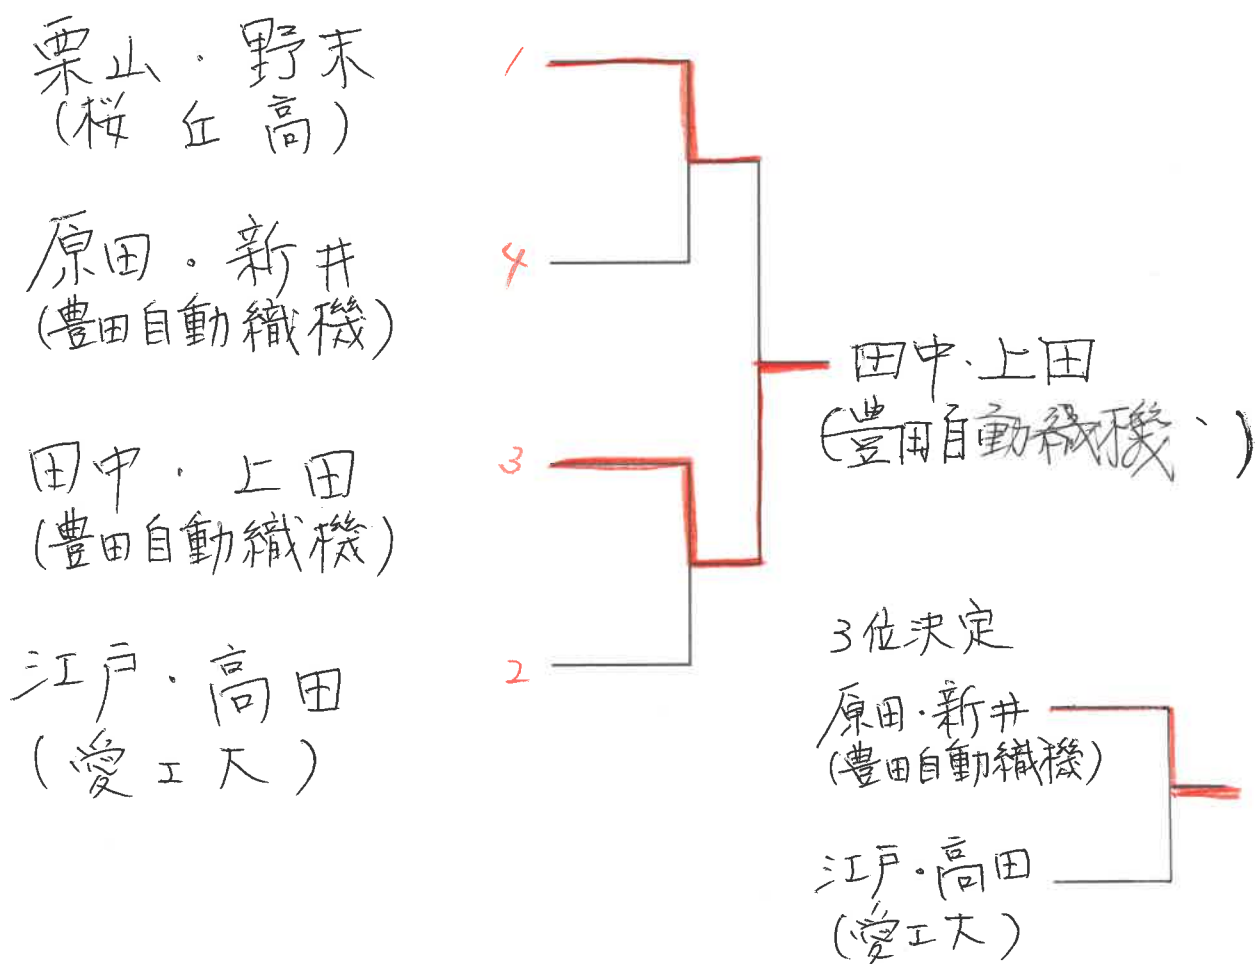 栗山・野末
(桜丘高)
1
原田・新井
(豊田自動織機)
4
田中・上田
(豊田自動織機)
3
江戸・高田
(愛工大)
2
田中・上田
(豊田自動織機)
3位決定
原田・新井
(豊田自動織機)
江戸・高田
(愛工大)